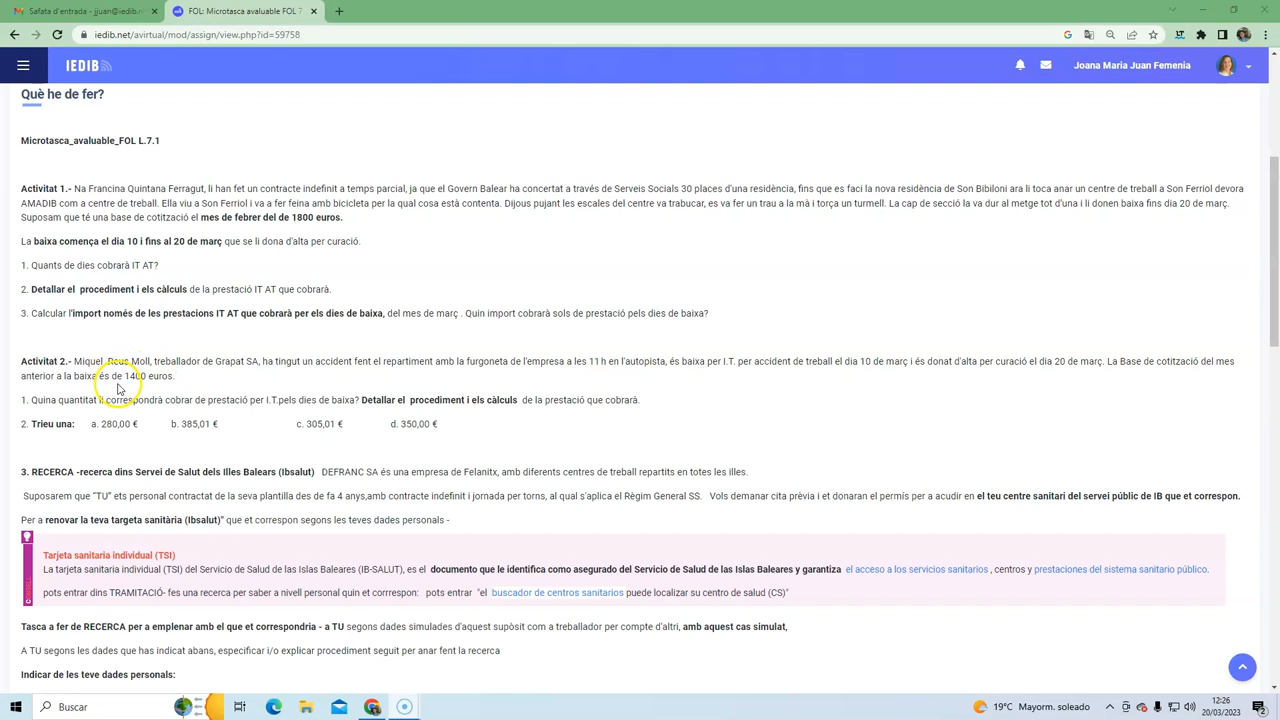 Safata d'entrada - jjuan@iedib.n
FOL: Microtasca avaluable FOL 7
iedib.net/avirtual/mod/assign/view.php?id=59758
IEDIB
Joana Maria Juan Femenia
Què he de fer?
Microtasca_avaluable_FOL L.7.1
Activitat 1.- Na Francina Quintana Ferragut, li han fet un contracte indefinit a temps parcial, ja que el Govern Balear ha concertat a través de Serveis Socials 30 places d'una residència, fins que es faci la nova residència de Son Bibiloni ara li toca anar un centre de treball a Son Ferriol devora
AMADIB com a centre de treball. Ella viu a Son Ferriol i va a fer feina amb bicicleta per la qual cosa està contenta. Dijous pujant les escales del centre va trabucar, es va fer un trau a la mà i torça un turmell. La cap de secció la va dur al metge tot d'una i li donen baixa fins dia 20 de març.
Suposam que té una base de cotització el mes de febrer del de 1800 euros.
La baixa comença el dia 10 i fins al 20 de març que se li dona d'alta per curació.
1. Quants de dies cobrarà IT AT?
2. Detallar el procediment i els càlculs de la prestació IT AT que cobrarà.
3. Calcular l'import només de les prestacions IT AT que cobrarà per els dies de baixa, del mes de març . Quin import cobrarà sols de prestació pels dies de baixa?
Activitat 2.- Miquel Reus Moll, treballador de Grapat SA, ha tingut un accident fent el repartiment amb la furgoneta de l'empresa a les 11 h en l'autopista, és baixa per I.T. per accident de treball el dia 10 de març i és donat d'alta per curació el dia 20 de març. La Base de cotització del mes
anterior a la baixa és de 1400 euros.
1. Quina quantitat li correspondrà cobrar de prestació per I.T.pels dies de baixa? Detallar el procediment i els càlculs de la prestació que cobrarà.
2. Trieu una: a. 280,00 € b. 385,01 € c. 305,01 € d. 350,00 €
3. RECERCA -recerca dins Servei de Salut dels Illes Balears (Ibsalut) DEFRANC SA és una empresa de Felanitx, amb diferents centres de treball repartits en totes les illes.
Suposarem que “TU” ets personal contractat de la seva plantilla des de fa 4 anys,amb contracte indefinit i jornada per torns, al qual s'aplica el Règim General SS. Vols demanar cita prèvia i et donaran el permís per a acudir en el teu centre sanitari del servei públic de IB que et correspon.
Per a renovar la teva targeta sanitària (Ibsalut)" que et correspon segons les teves dades personals -
CONSELL
Tarjeta sanitaria individual (TSI)
La tarjeta sanitaria individual (TSI) del Servicio de Salud de las Islas Baleares (IB-SALUT), es el documento que le identifica como asegurado del Servicio de Salud de las Islas Baleares y garantiza el acceso a los servicios sanitarios , centros y prestaciones del sistema sanitario público.
pots entrar dins TRAMITACIÓ- fes una recerca per saber a nivell personal quin et corrrespon: pots entrar "el buscador de centros sanitarios puede localizar su centro de salud (CS)"
Tasca a fer de RECERCA per a emplenar amb el que et correspondria - a TU segons dades simulades d'aquest supòsit com a treballador per compte d'altri, amb aquest cas simulat,
A TU segons les dades que has indicat abans, especificar i/o explicar procediment seguit per anar fent la recerca
Indicar de les teve dades personals:
Buscar
19°C Mayorm. soleado
12:26
20/03/2023